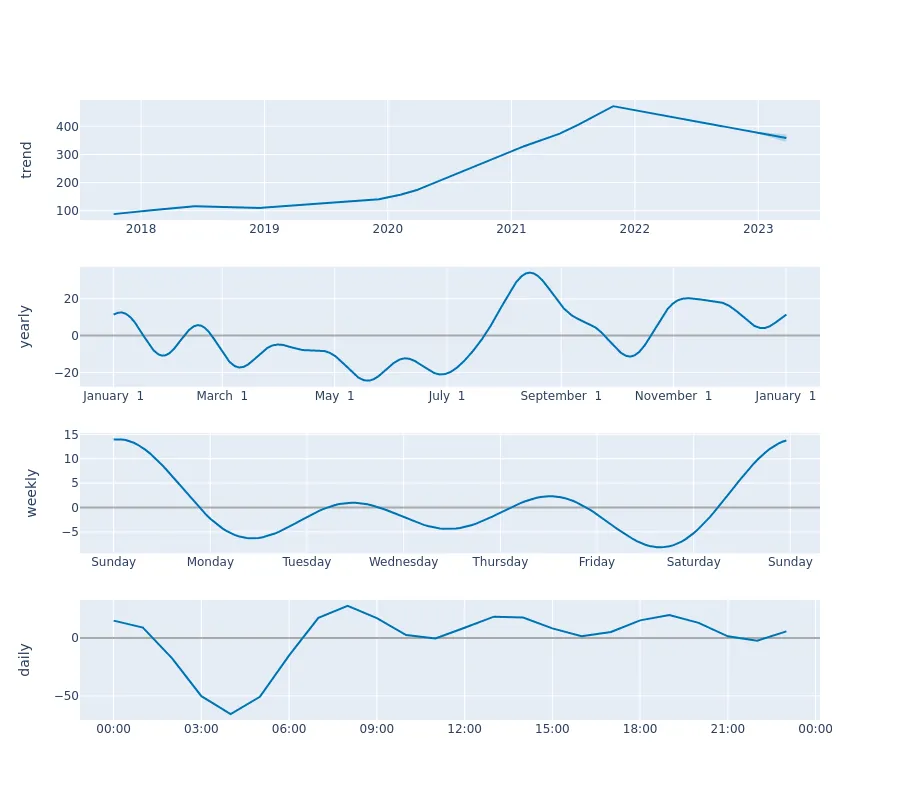 trend
400
300
200
100
2018 2019 2020 2021 2022 2023
yearly
20
0
−20
January 1 March 1 May 1 July 1 September 1 November 1 January 1
weekly
15
10
5
0
−5
Sunday Monday Tuesday Wednesday Thursday Friday Saturday Sunday
daily
0
−50
00:00 03:00 06:00 09:00 12:00 15:00 18:00 21:00 00:00